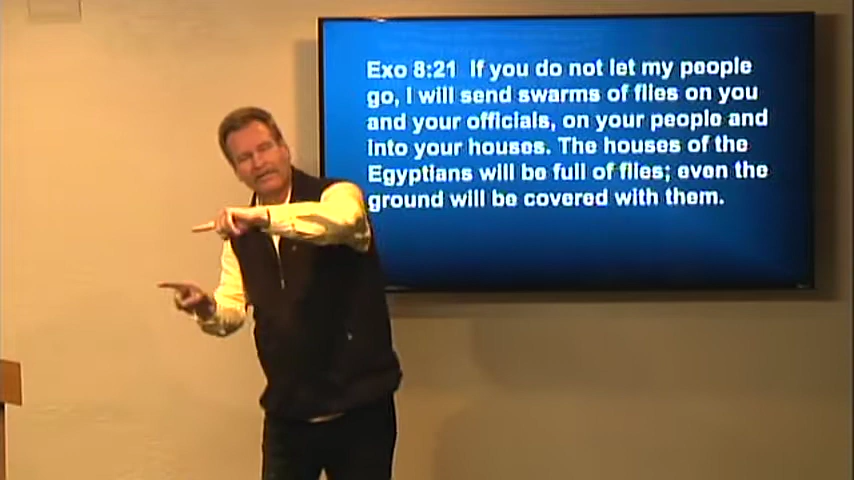 Exo 8:21 If you do not let my people
go, I will send swarms of flies on you
and your officials, on your people and
into your houses. The houses of the
Egyptians will be full of flies; even the
ground will be covered with them.